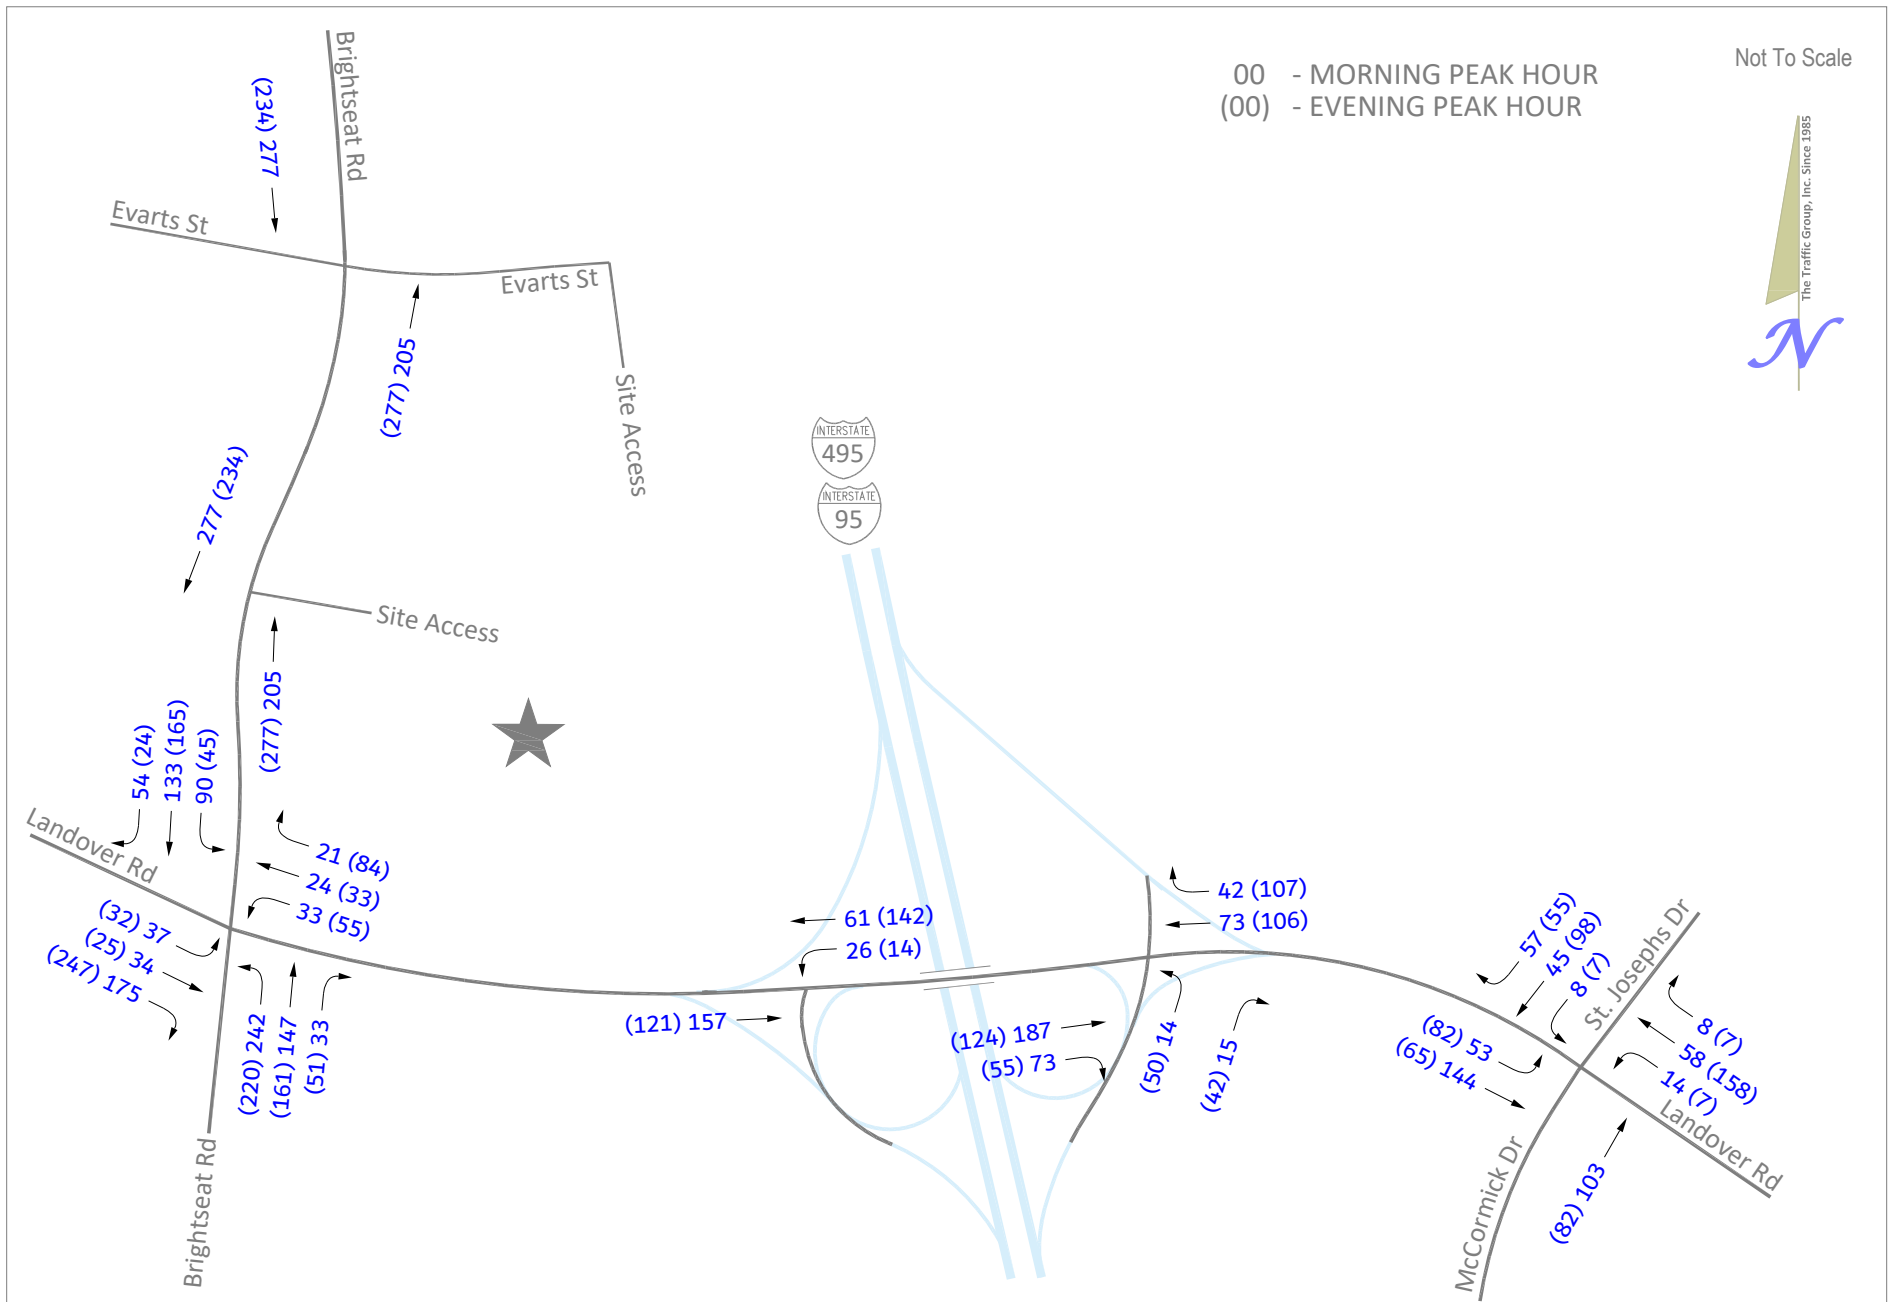 Brightseat Rd
00 - MORNING PEAK HOUR
(00) - EVENING PEAK HOUR
Not To Scale
The Traffic Group, Inc. Since 1985
N
(234) 277
Evarts St
Evarts St
(277) 205
Site Access
INTERSTATE
495
INTERSTATE
95
277 (234)
Site Access
(277) 205
54 (24)
133 (165)
90 (45)
Landover Rd
21 (84)
24 (33)
33 (55)
(32) 37
(25) 34
(247) 175
(220) 242
(161) 147
(51) 33
Brightseat Rd
61 (142)
26 (14)
(121) 157
42 (107)
73 (106)
(124) 187
(55) 73
(50) 14
(42) 15
57 (55)
45 (98)
8 (7)
St. Josephs Dr
(82) 53
(65) 144
8 (7)
58 (158)
14 (7)
Landover Rd
(82) 103
McCormick Dr